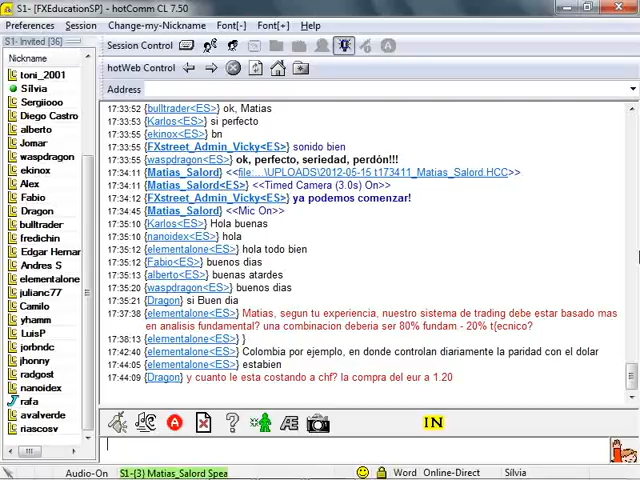 S1- [FXEducationSP] - hotComm CL 7.50
Preferences Session Change-my-Nickname Font[-] Font[+] Help
S1- Invited [36]
Session Control
hotWeb Control
Address
Nickname
toni_2001
Sílvia
Sergiiooo
Diego Castro
alberto
Jomar
waspdragon
ekinox
Alex
Fabio
Dragon
bulltrader
fredichin
Edgar Hernar
Andres S
elementalone
julianc77
Camilo
yhamm
LuisP
jorbndc
jhonny
radgost
nanoidex
rafa
avalverde
riascosv
17:33:52 {bulltrader<ES>} ok, Matias
17:33:55 {Karlos<ES>} si perfecto
17:33:55 {ekinox<ES>} bn
17:33:55 {FXstreet_Admin_Vicky<ES>} sonido bien
17:33:55 {waspdragon<ES>} ok, perfecto, seriedad, perdón!!!
17:34:11 {Matias_Salord} <<file:...\UPLOADS\2012-05-15 t173411_Matias_Salord.HCC>>
17:34:11 {Matias_Salord<ES>} <<Timed Camera (3.0s) On>>
17:34:12 {FXstreet_Admin_Vicky<ES>} ya podemos comenzar!
17:34:45 {Matias_Salord} <<Mic On>>
17:35:10 {Karlos<ES>} Hola buenas
17:35:10 {nanoidex<ES>} hola
17:35:12 {elementalone<ES>} hola todo bien
17:35:12 {Fabio<ES>} buenos dias
17:35:13 {alberto<ES>} buenas atardes
17:35:20 {waspdragon<ES>} buenos dias
17:35:21 {Dragon} si Buen dia
17:37:38 {elementalone<ES>} Matias, segun tu experiencia, nuestro sistema de trading debe estar basado mas
en analisis fundamental? una combinacion deberia ser 80% fundam - 20% t{ecnico?
17:38:13 {elementalone<ES>} }
17:42:40 {elementalone<ES>} Colombia por ejemplo, en donde controlan diariamente la paridad con el dolar
17:44:05 {elementalone<ES>} estabien
17:44:09 {Dragon} y cuanto le esta costando a chf? la compra del eur a 1.20
IN
Audio-On S1-{3} Matias_Salord Spea Word Online-Direct Sílvia